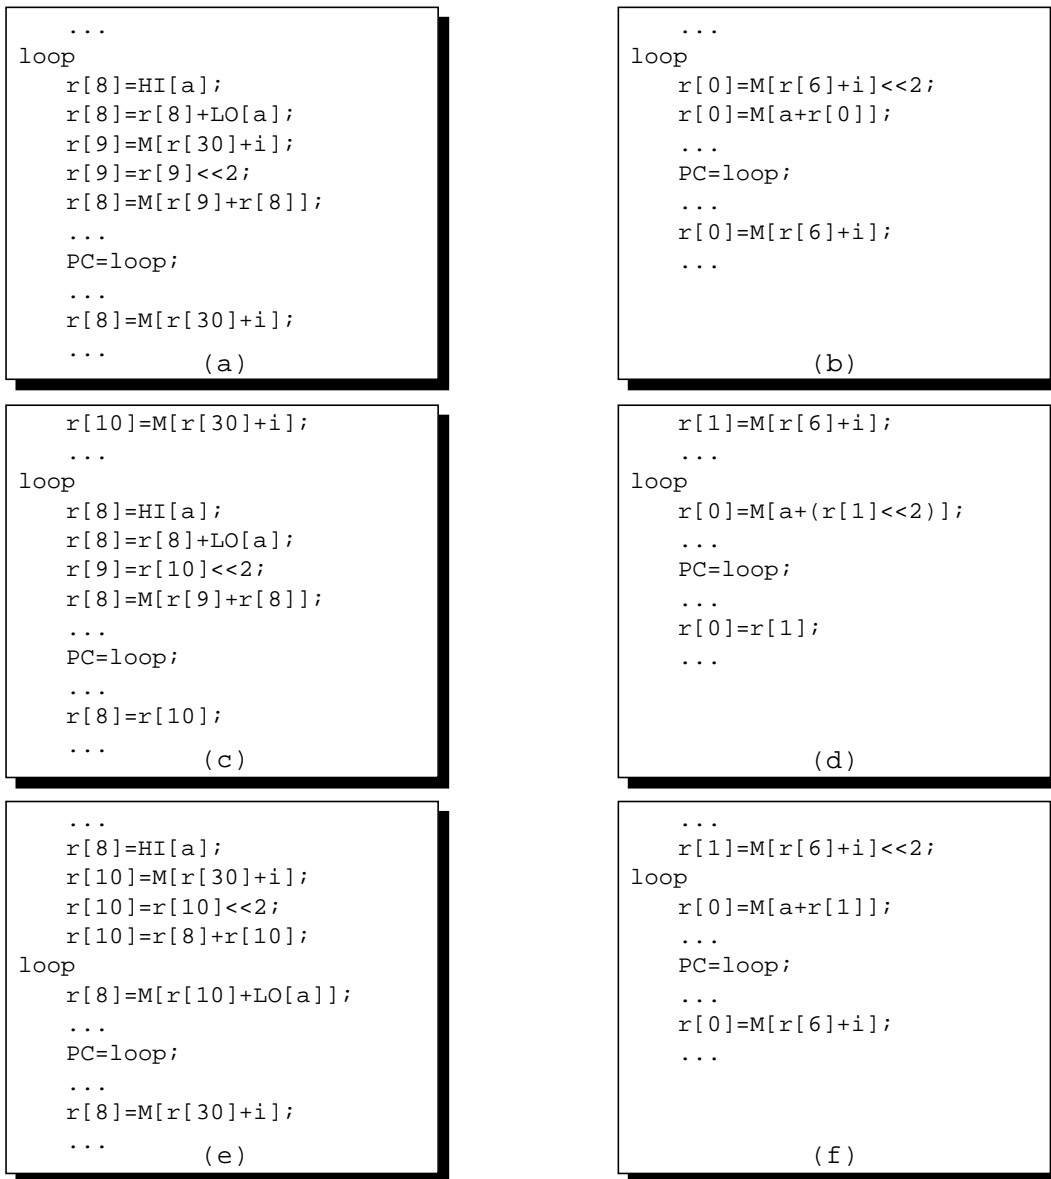 ...
loop
r[8]=HI[a];
r[8]=r[8]+LO[a];
r[9]=M[r[30]+i];
r[9]=r[9]<<2;
r[8]=M[r[9]+r[8]];
...
PC=loop;
...
r[8]=M[r[30]+i];
...
(a)
...
loop
r[0]=M[r[6]+i]<<2;
r[0]=M[a+r[0]];
...
PC=loop;
...
r[0]=M[r[6]+i];
...
(b)
r[10]=M[r[30]+i];
...
loop
r[8]=HI[a];
r[8]=r[8]+LO[a];
r[9]=r[10]<<2;
r[8]=M[r[9]+r[8]];
...
PC=loop;
...
r[8]=r[10];
...
(c)
r[1]=M[r[6]+i];
...
loop
r[0]=M[a+(r[1]<<2)];
...
PC=loop;
...
r[0]=r[1];
...
(d)
...
r[8]=HI[a];
r[10]=M[r[30]+i];
r[10]=r[10]<<2;
r[10]=r[8]+r[10];
loop
r[8]=M[r[10]+LO[a]];
...
PC=loop;
...
r[8]=M[r[30]+i];
...
(e)
...
r[1]=M[r[6]+i]<<2;
loop
r[0]=M[a+r[1]];
...
PC=loop;
...
r[0]=M[r[6]+i];
...
(f)